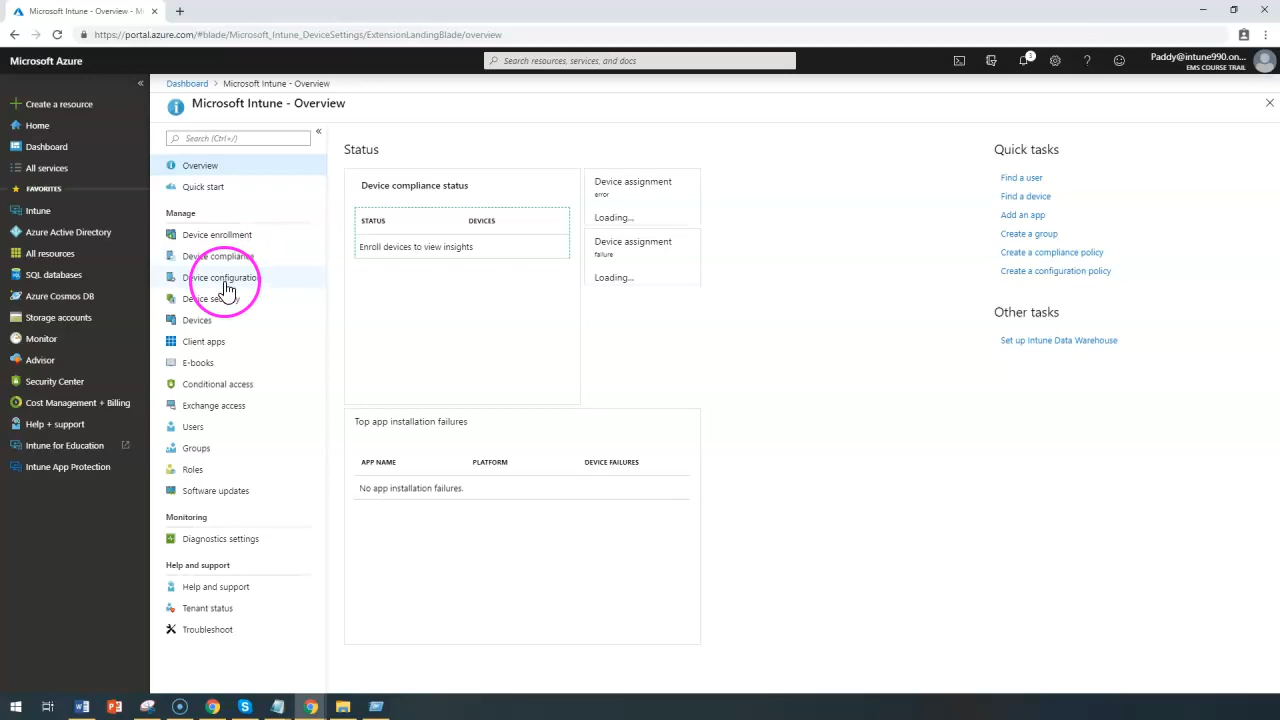 Microsoft Intune - Overview - Mi
https://portal.azure.com/#blade/Microsoft_Intune_DeviceSettings/ExtensionLandingBlade/overview
Microsoft Azure
Search resources, services, and docs
3
Paddy@intune990.on...
EMS COURSE TRAIL
Create a resource
Home
Dashboard
All services
FAVORITES
Intune
Azure Active Directory
All resources
SQL databases
Azure Cosmos DB
Storage accounts
Monitor
Advisor
Security Center
Cost Management + Billing
Help + support
Intune for Education
Intune App Protection
Dashboard > Microsoft Intune - Overview
Microsoft Intune - Overview
Search (Ctrl+/)
Overview
Quick start
Manage
Device enrollment
Device compliance
Device configuration
Device security
Devices
Client apps
E-books
Conditional access
Exchange access
Users
Groups
Roles
Software updates
Monitoring
Diagnostics settings
Help and support
Help and support
Tenant status
Troubleshoot
Status
Device compliance status
STATUS DEVICES
Enroll devices to view insights
Device assignment
error
Loading...
Device assignment
failure
Loading...
Top app installation failures
APP NAME PLATFORM DEVICE FAILURES
No app installation failures.
Quick tasks
Find a user
Find a device
Add an app
Create a group
Create a compliance policy
Create a configuration policy
Other tasks
Set up Intune Data Warehouse